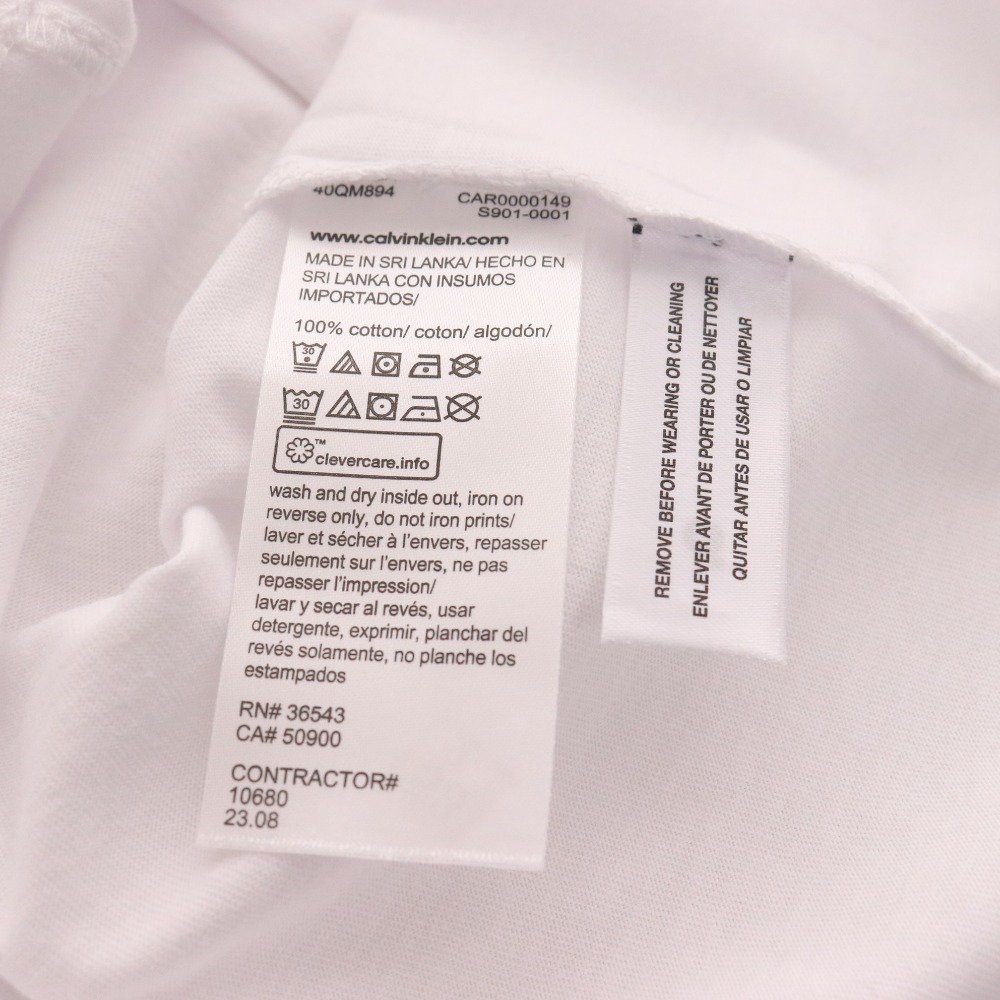 40QM894
CAR0000149
S901-0001
www.calvinklein.com
MADE IN SRI LANKA/ HECHO EN
SRI LANKA CON INSUMOS
IMPORTADOS/
100% cotton/ coton/ algodón/
30
30
™
clevercare.info
wash and dry inside out, iron on
reverse only, do not iron prints/
laver et sécher à l'envers, repasser
seulement sur l'envers, ne pas
repasser l'impression/
lavar y secar al revés, usar
detergente, exprimir, planchar del
revés solamente, no planche los
estampados
RN# 36543
CA# 50900
CONTRACTOR#
10680
23.08
REMOVE BEFORE WEARING OR CLEANING
ENLEVER AVANT DE PORTER OU DE NETTOYER
QUITAR ANTES DE USAR O LIMPIAR